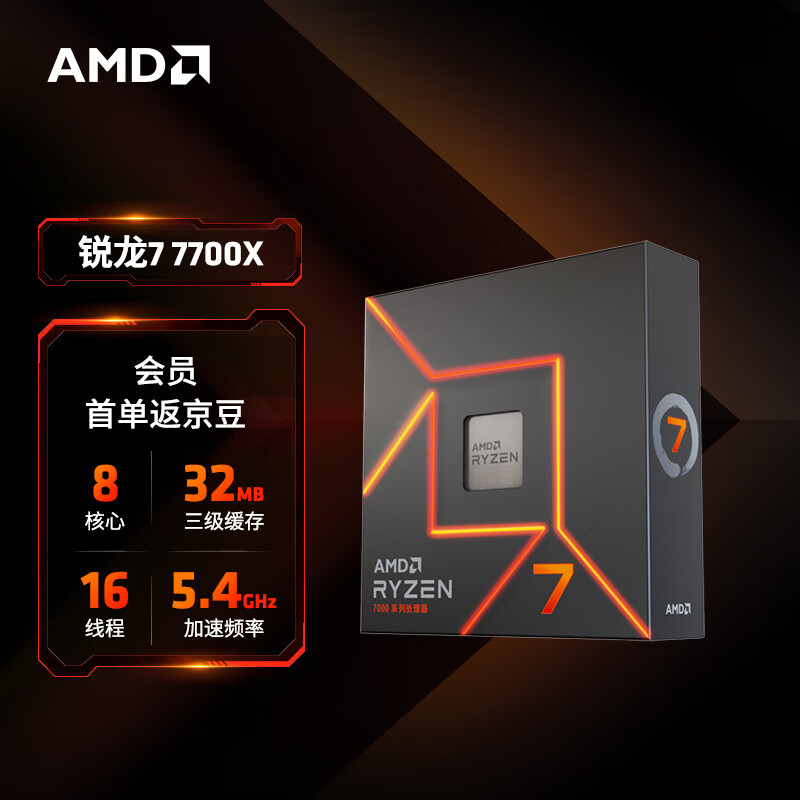 AMD
锐龙7 7700X
会员
首单返京豆
8
核心
32MB
三级缓存
16
线程
5.4GHz
加速频率
AMD
RYZEN
7
AMD
RYZEN
7000 系列处理器
7
AMD